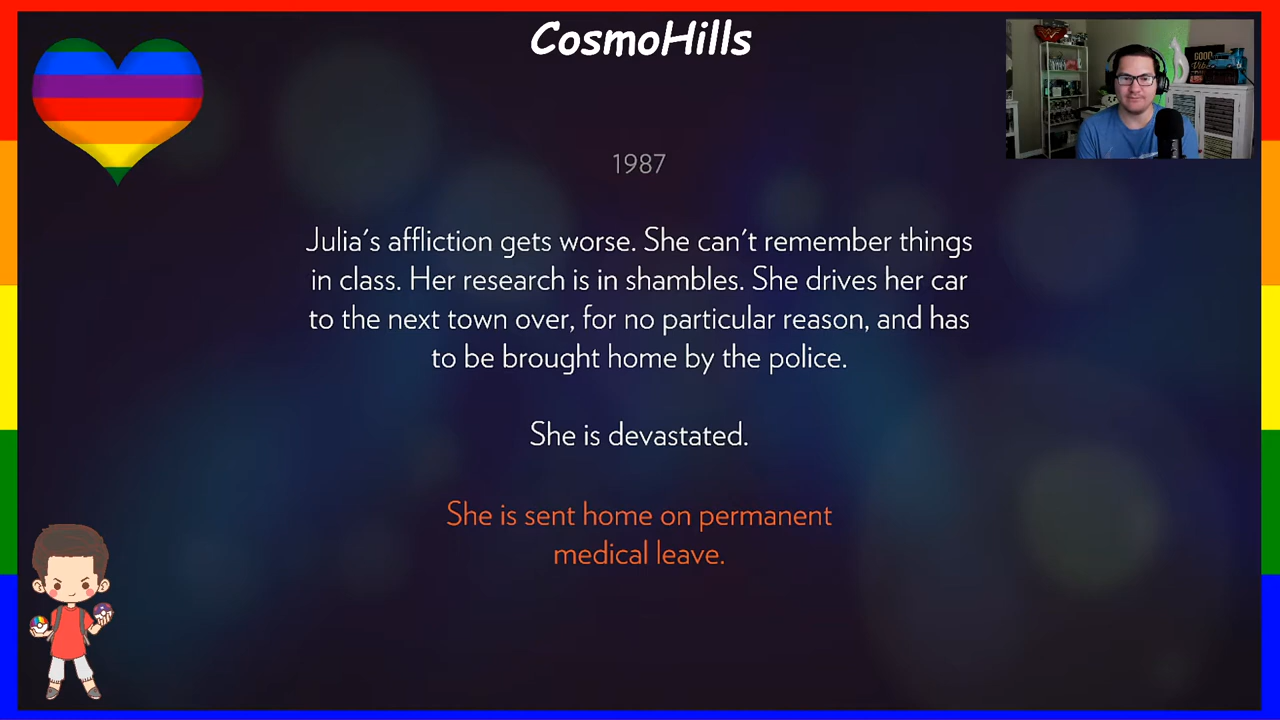 CosmoHills
GOOD
1987
Julia's affliction gets worse. She can't remember things
in class. Her research is in shambles. She drives her car
to the next town over, for no particular reason, and has
to be brought home by the police.
She is devastated.
She is sent home on permanent
medical leave.